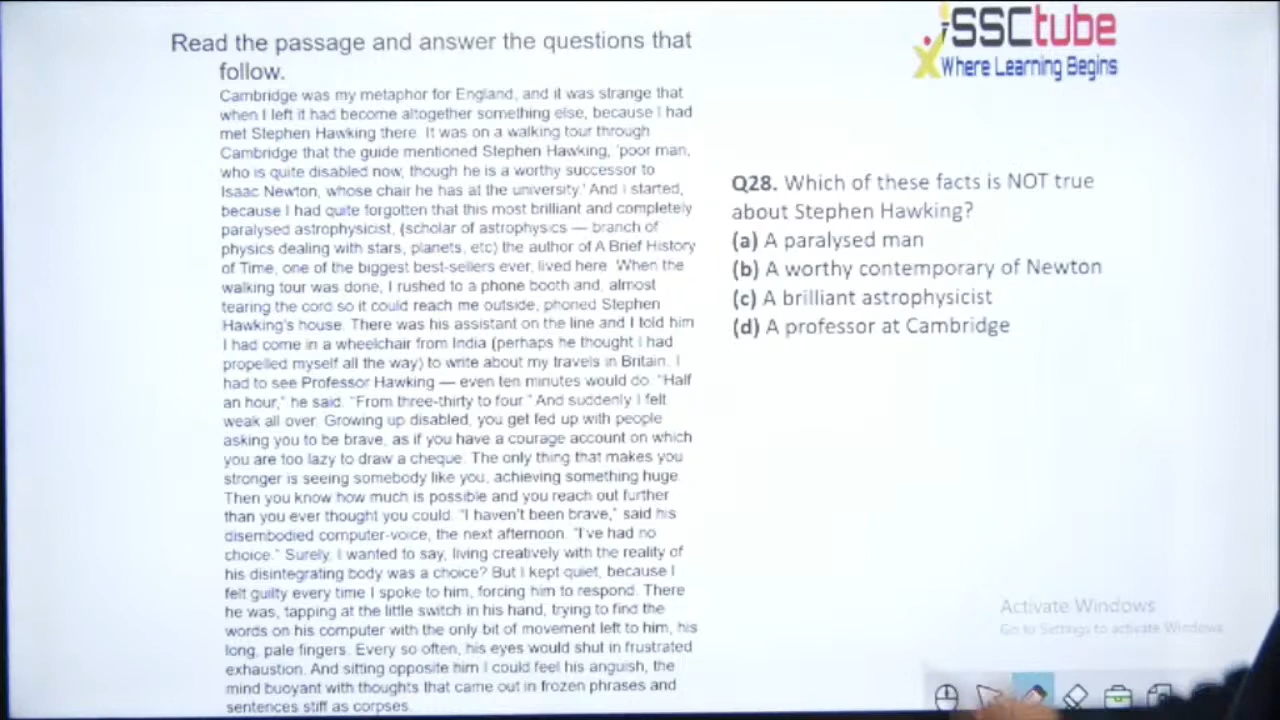 Read the passage and answer the questions that
follow.
Cambridge was my metaphor for England, and it was strange that
when I left it had become altogether something else, because I had
met Stephen Hawking there. It was on a walking tour through
Cambridge that the guide mentioned Stephen Hawking, 'poor man,
who is quite disabled now, though he is a worthy successor to
Isaac Newton, whose chair he has at the university.' And I started,
because I had quite forgotten that this most brilliant and completely
paralysed astrophysicist, (scholar of astrophysics — branch of
physics dealing with stars, planets, etc) the author of A Brief History
of Time, one of the biggest best-sellers ever, lived here. When the
walking tour was done, I rushed to a phone booth and, almost
tearing the cord so it could reach me outside, phoned Stephen
Hawking's house. There was his assistant on the line and I told him
I had come in a wheelchair from India (perhaps he thought I had
propelled myself all the way) to write about my travels in Britain. I
had to see Professor Hawking — even ten minutes would do. "Half
an hour," he said. "From three-thirty to four." And suddenly I felt
weak all over. Growing up disabled, you get fed up with people
asking you to be brave, as if you have a courage account on which
you are too lazy to draw a cheque. The only thing that makes you
stronger is seeing somebody like you, achieving something huge.
Then you know how much is possible and you reach out further
than you ever thought you could. "I haven't been brave," said his
disembodied computer-voice, the next afternoon. "I've had no
choice." Surely, I wanted to say, living creatively with the reality of
his disintegrating body was a choice? But I kept quiet, because I
felt guilty every time I spoke to him, forcing him to respond. There
he was, tapping at the little switch in his hand, trying to find the
words on his computer with the only bit of movement left to him, his
long, pale fingers. Every so often, his eyes would shut in frustrated
exhaustion. And sitting opposite him I could feel his anguish, the
mind buoyant with thoughts that came out in frozen phrases and
sentences stiff as corpses.
SSCtube
Where Learning Begins
Q28. Which of these facts is NOT true
about Stephen Hawking?
(a) A paralysed man
(b) A worthy contemporary of Newton
(c) A brilliant astrophysicist
(d) A professor at Cambridge
Activate Windows
Go to Settings to activate Windows